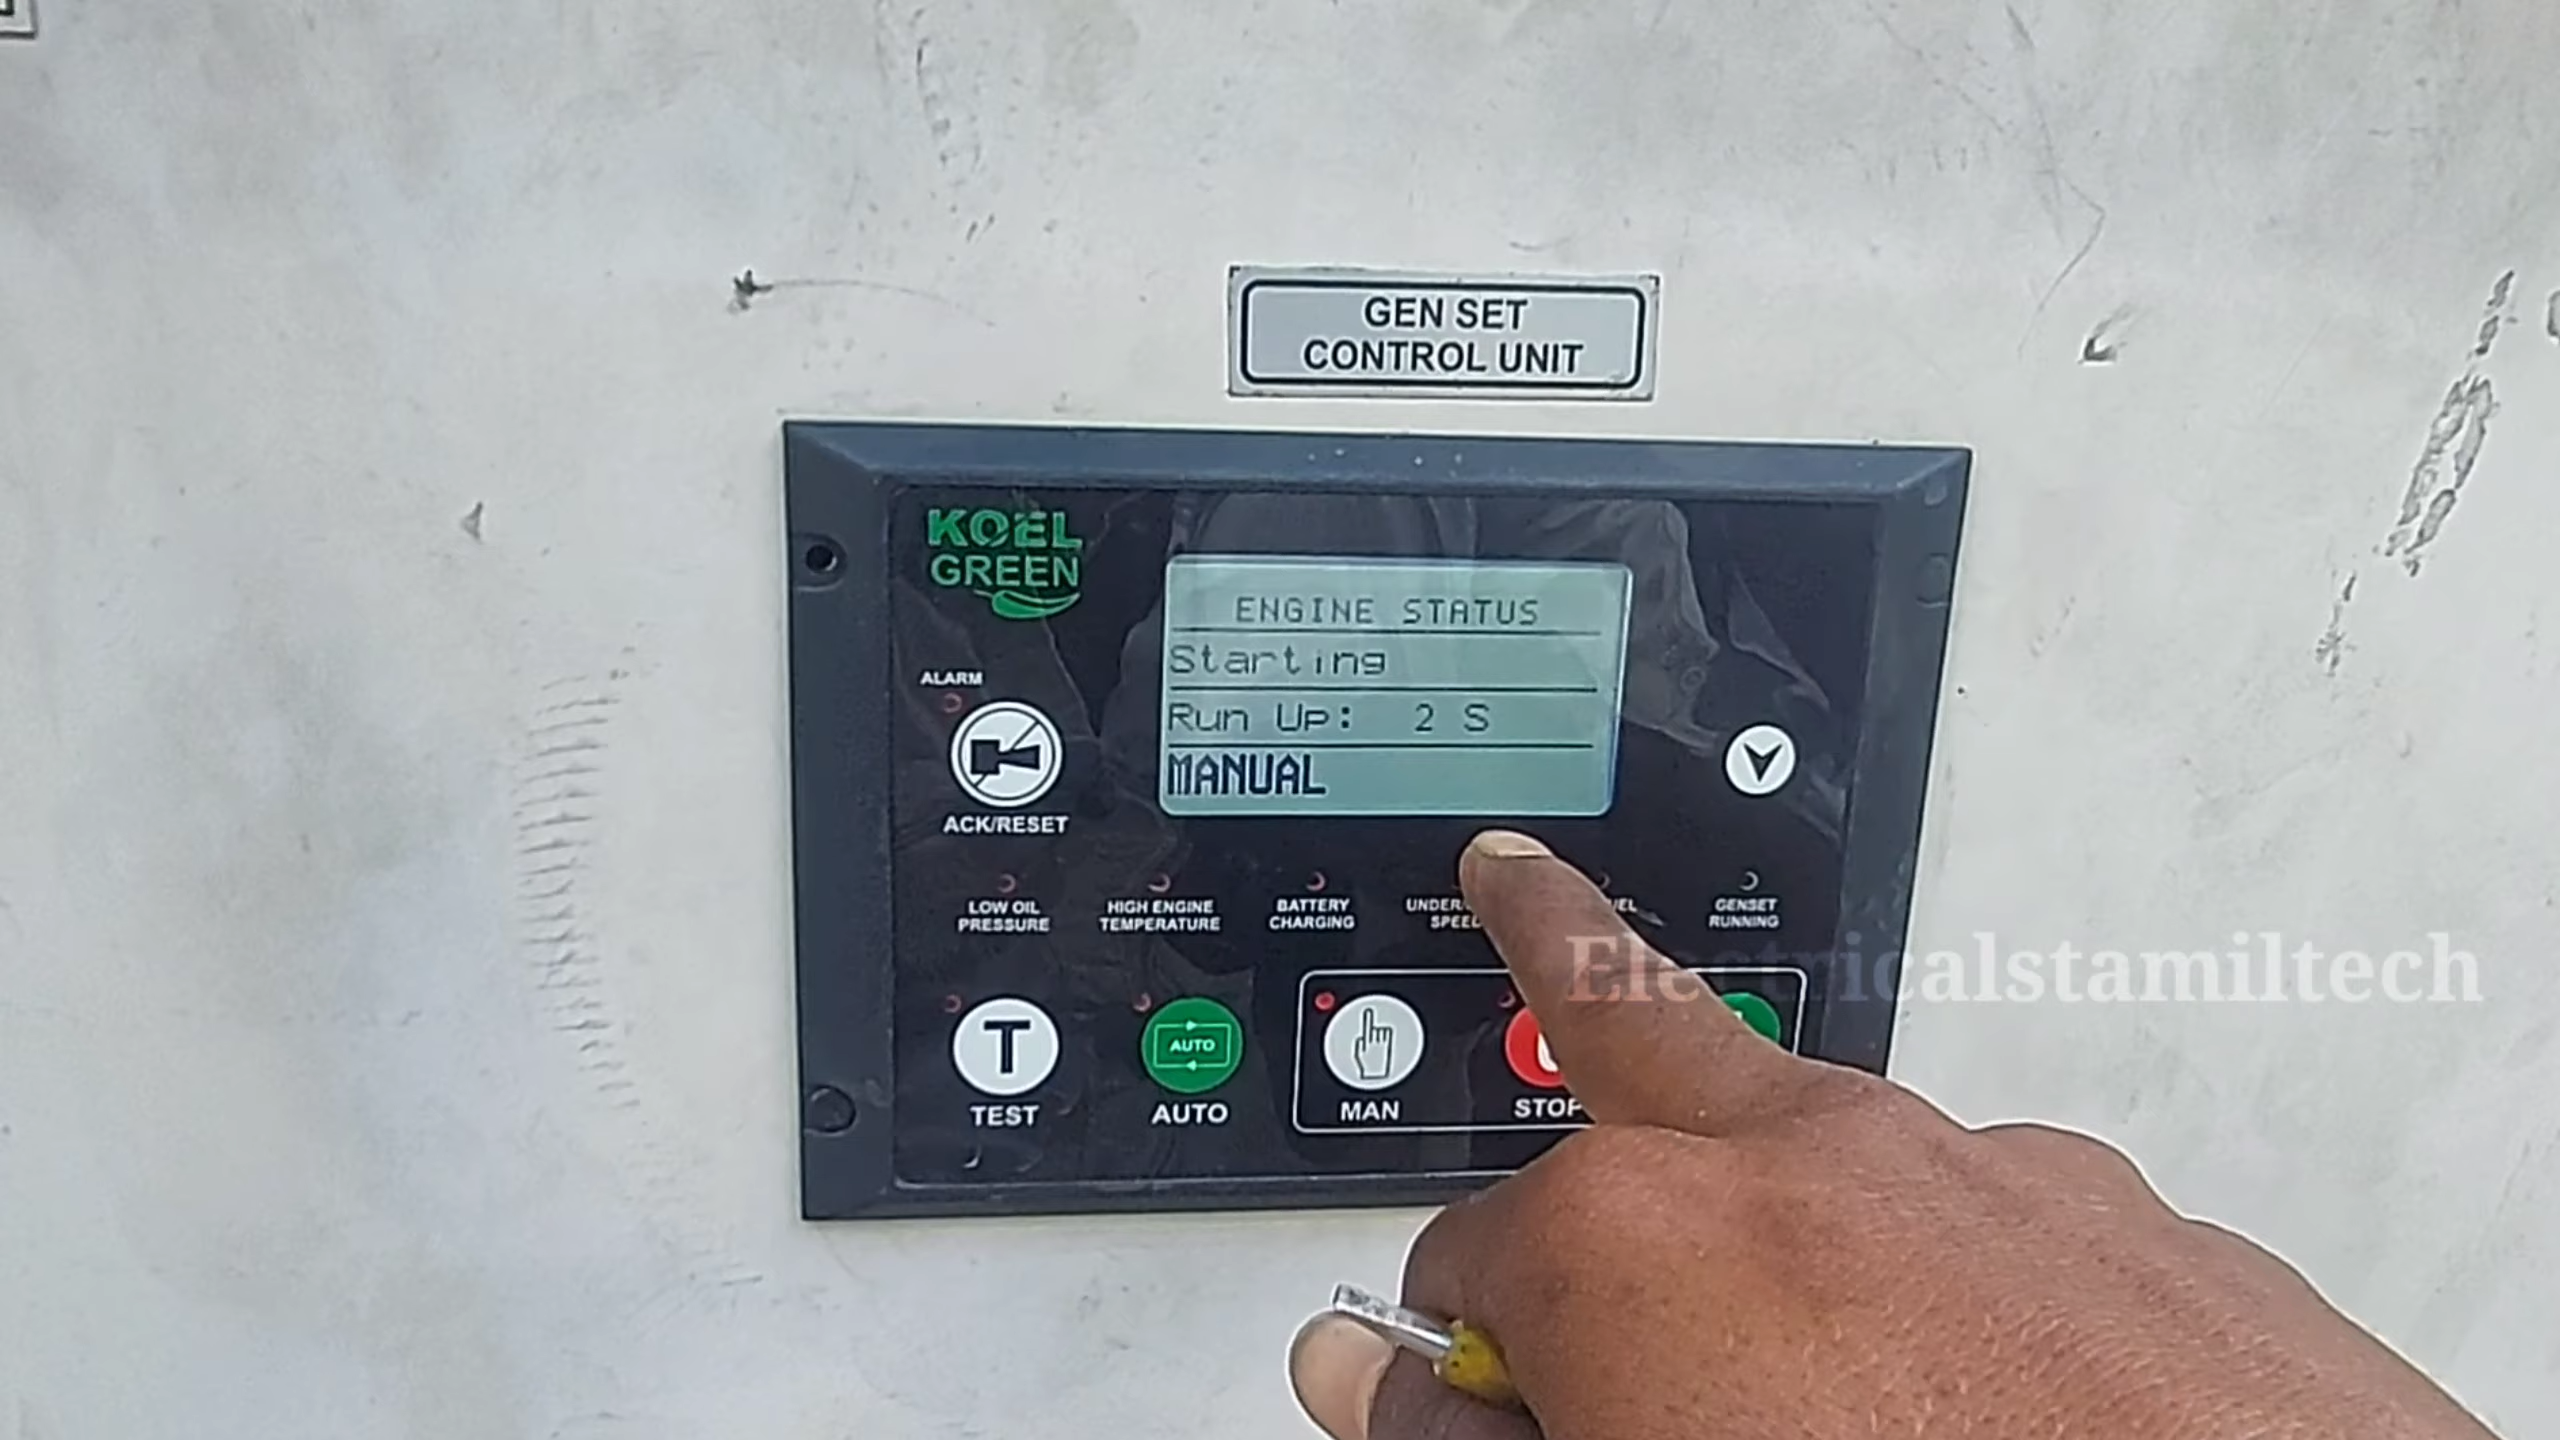 GEN SET
CONTROL UNIT
KOEL
GREEN
ENGINE STATUS
Starting
Run Up: 2 S
MANUAL
ALARM
ACK/RESET
LOW OIL
PRESSURE
HIGH ENGINE
TEMPERATURE
BATTERY
CHARGING
GENSET
RUNNING
Electricalstamiltech
T
TEST
AUTO
AUTO
MAN
STOP